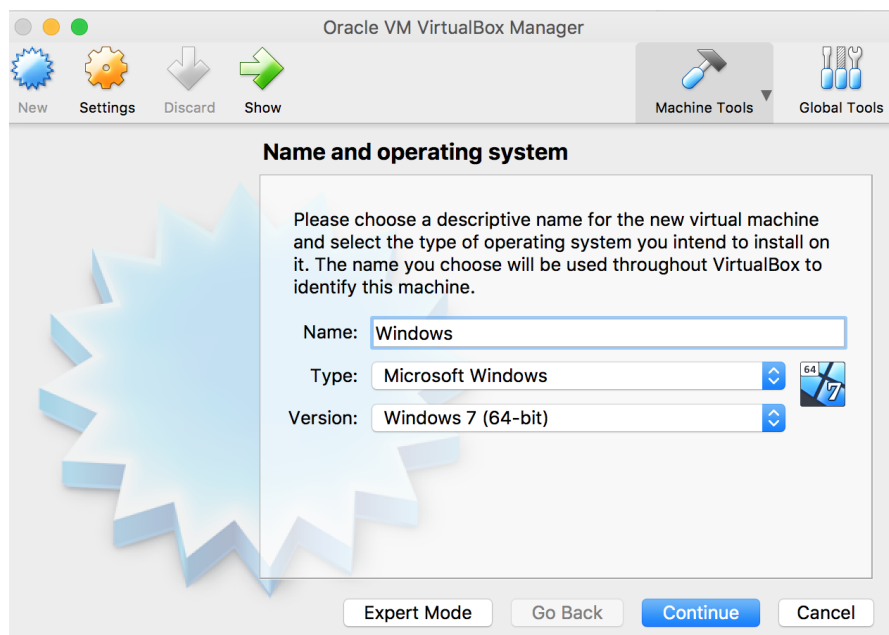 Oracle VM VirtualBox Manager
New Settings Discard Show Machine Tools Global Tools
Name and operating system
Please choose a descriptive name for the new virtual machine
and select the type of operating system you intend to install on
it. The name you choose will be used throughout VirtualBox to
identify this machine.
Name: Windows
Type: Microsoft Windows
64
7
Version: Windows 7 (64-bit)
Expert Mode Go Back Continue Cancel